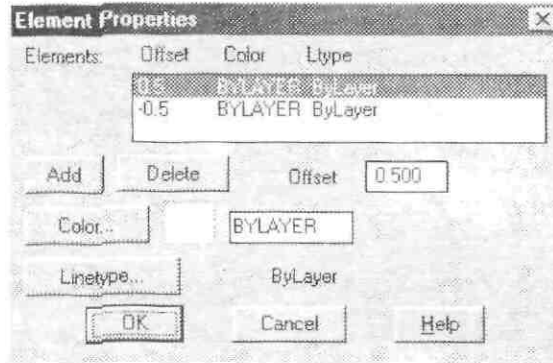 Element Properties
Elements: Offset Color Ltype
0.5 BYLAYER ByLayer
-0.5 BYLAYER ByLayer
Add Delete Offset 0.500
Color... BYLAYER
Linetype... ByLayer
OK Cancel Help